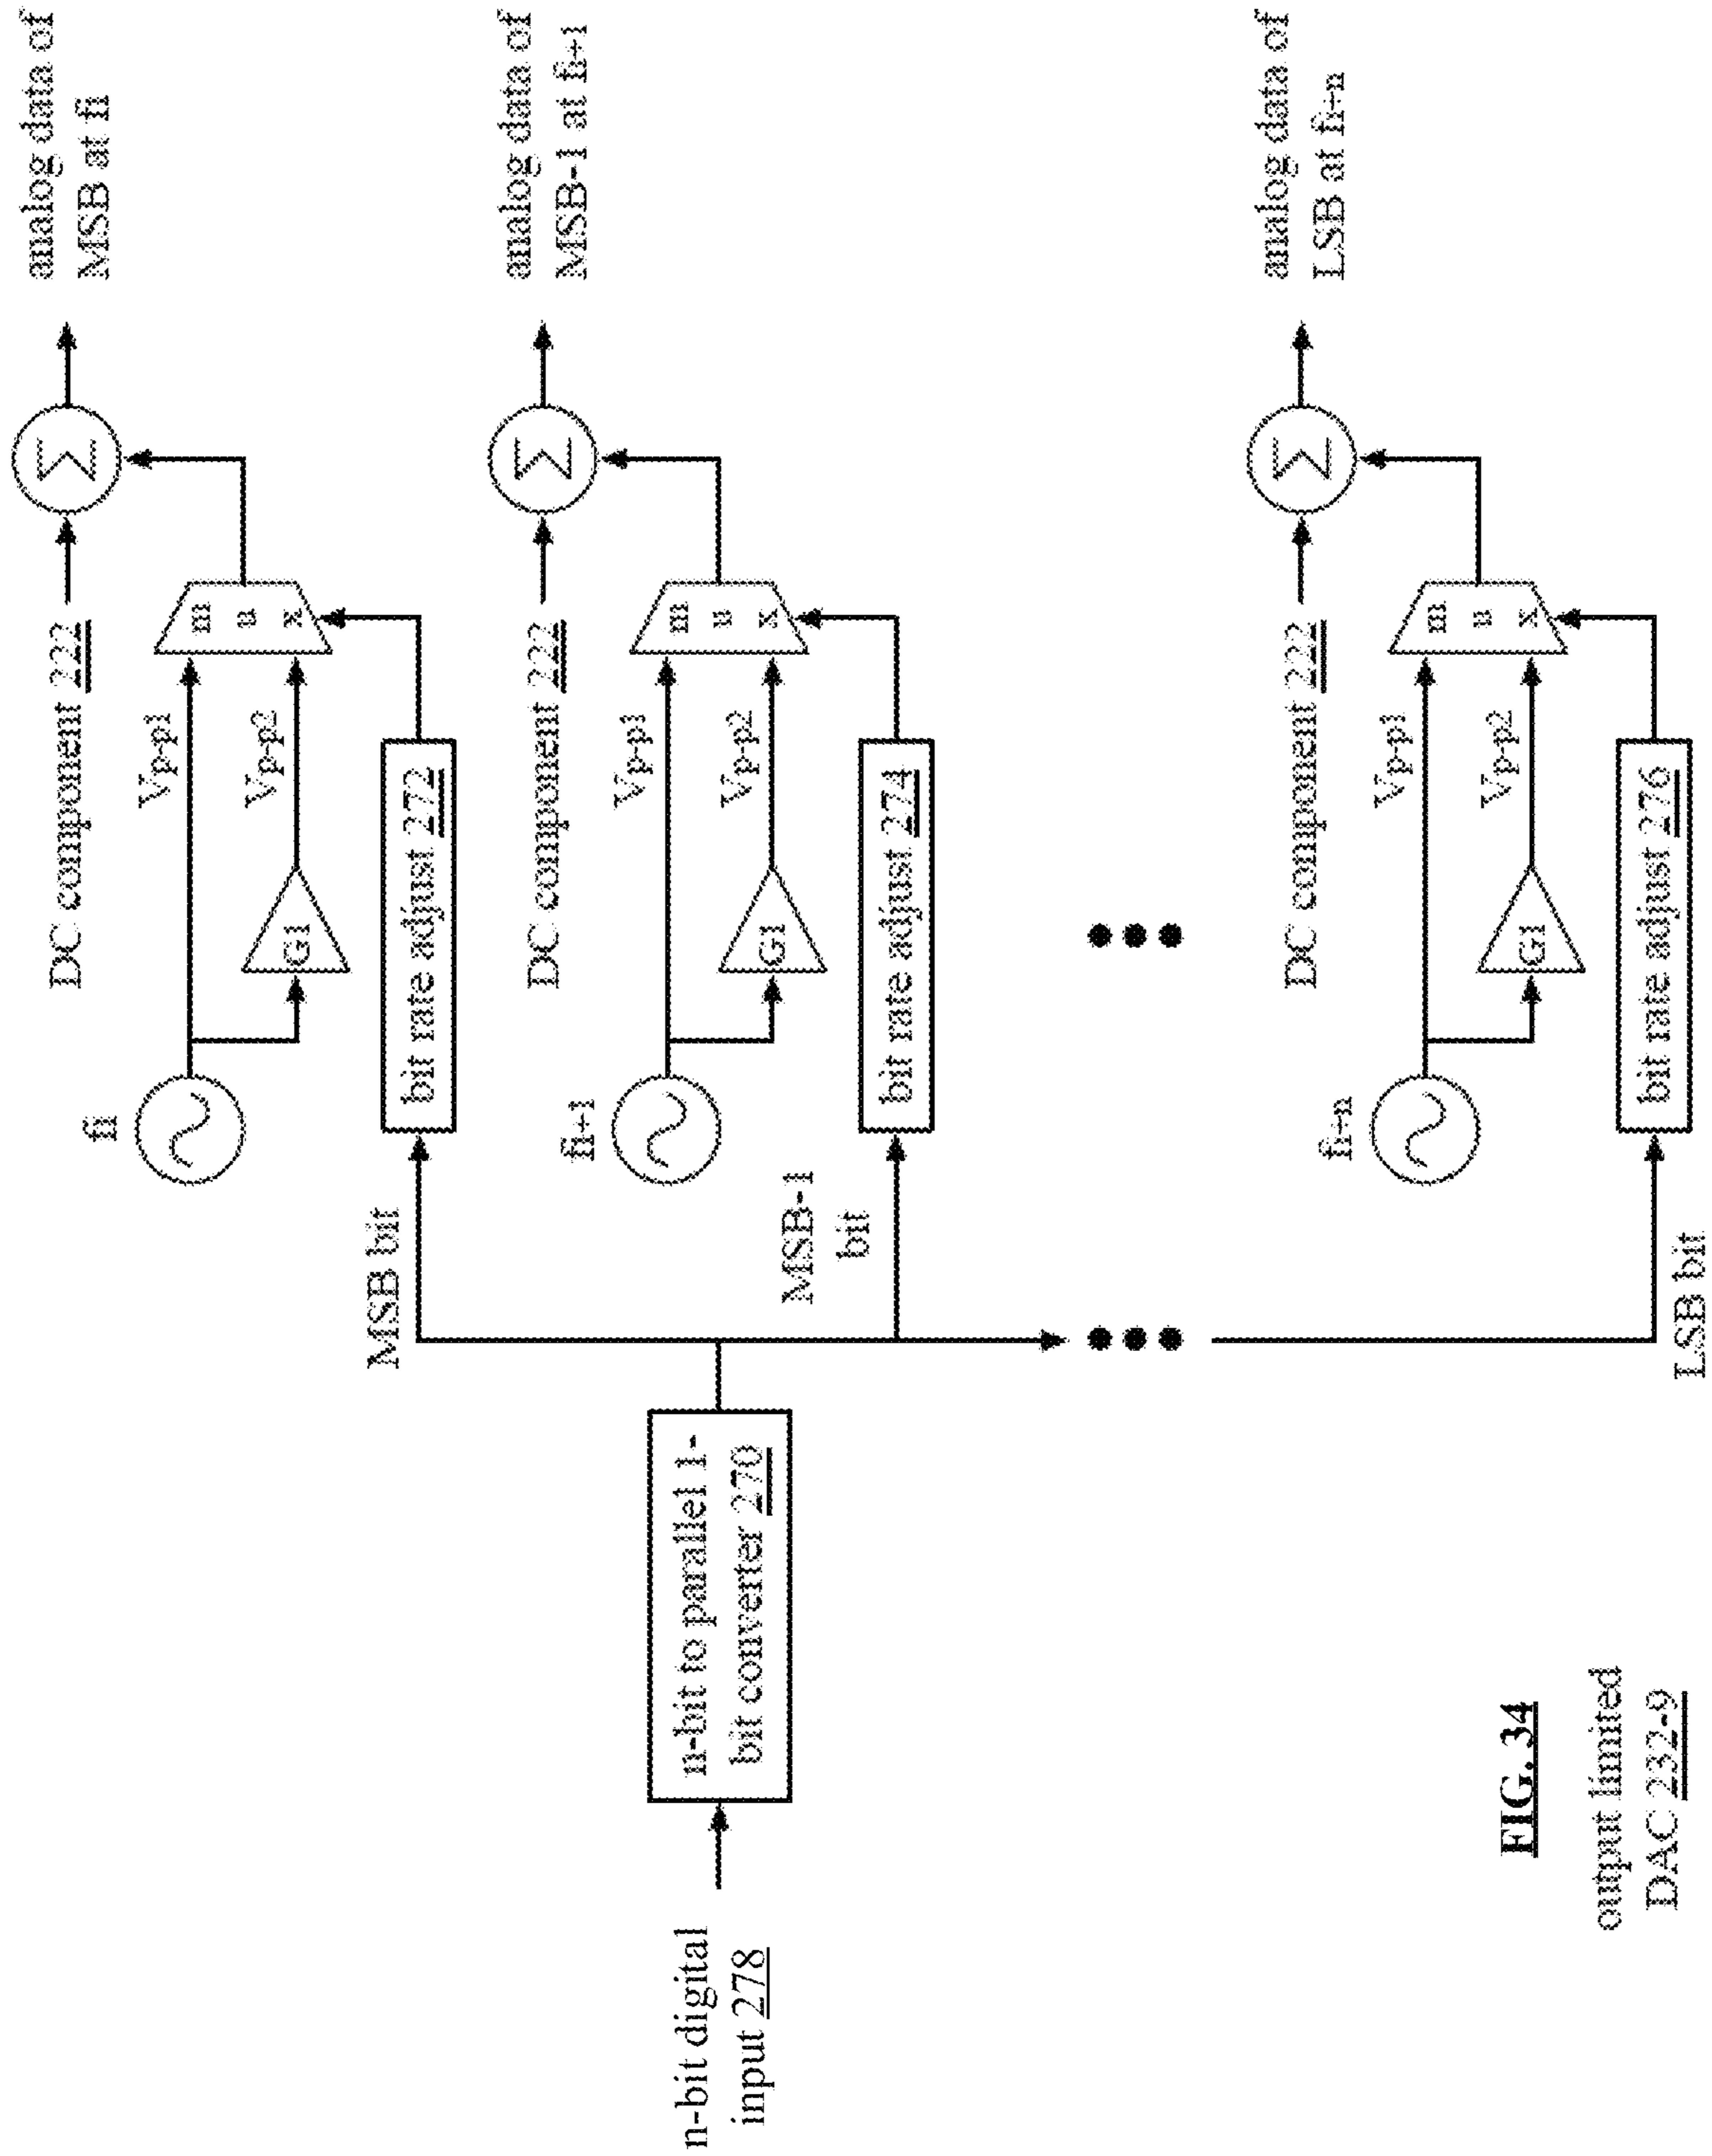 analog data of
MSB at fi
DC component 222
Σ
fi
Vp-p1
m
u
x
G1
Vp-p2
MSB bit
bit rate adjust 272
analog data of
MSB-1 at fi+1
DC component 222
Σ
fi+1
Vp-p1
m
u
x
G1
Vp-p2
MSB-1
bit
bit rate adjust 274
n-bit digital
input 278
n-bit to parallel 1-
bit converter 270
analog data of
LSB at fi+n
DC component 222
Σ
fi+n
Vp-p1
m
u
x
G1
Vp-p2
LSB bit
bit rate adjust 276
FIG. 34
output limited
DAC 232-9